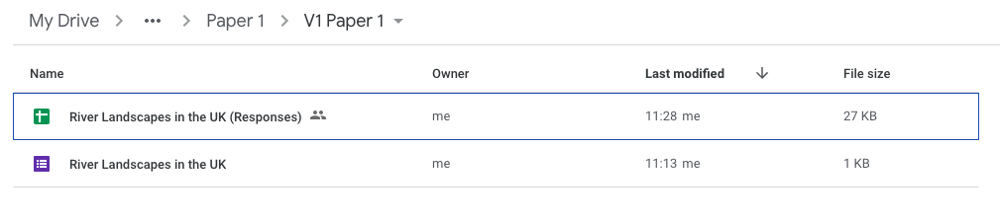 My Drive > ••• > Paper 1 > V1 Paper 1
Name Owner Last modified File size
River Landscapes in the UK (Responses) me 11:28 me 27 KB
River Landscapes in the UK me 11:13 me 1 KB